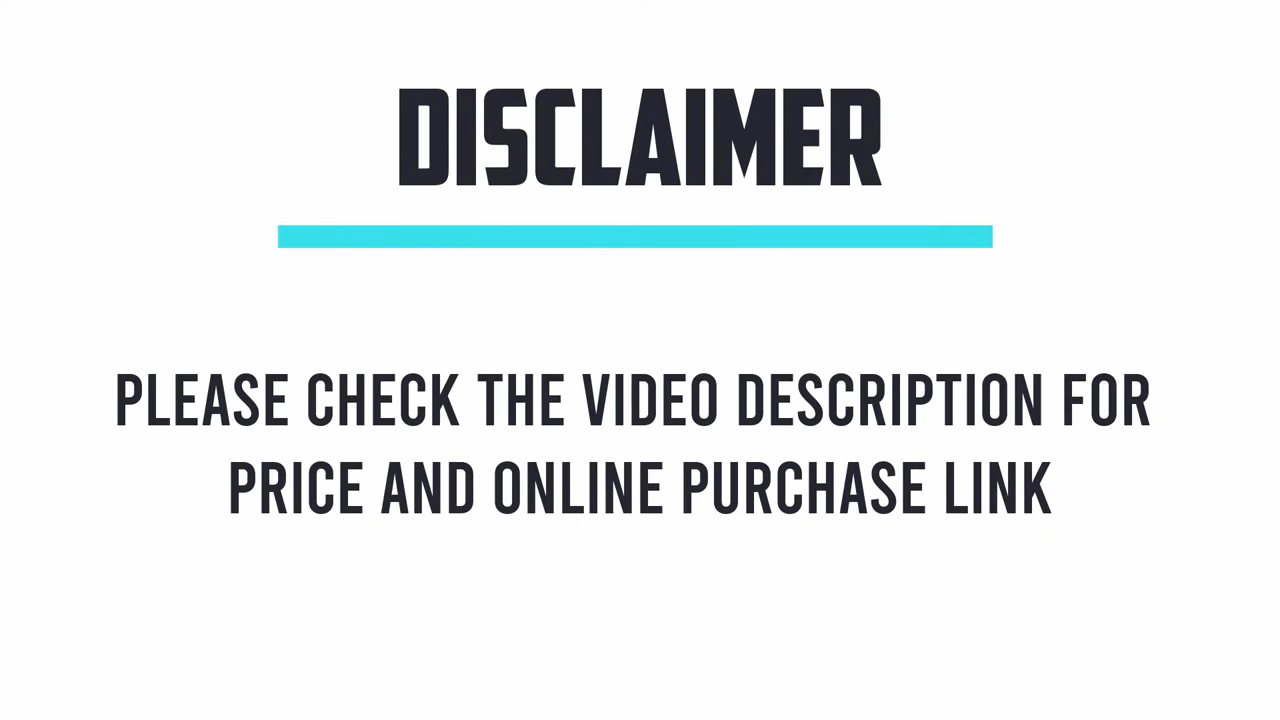 DISCLAIMER
PLEASE CHECK THE VIDEO DESCRIPTION FOR
PRICE AND ONLINE PURCHASE LINK